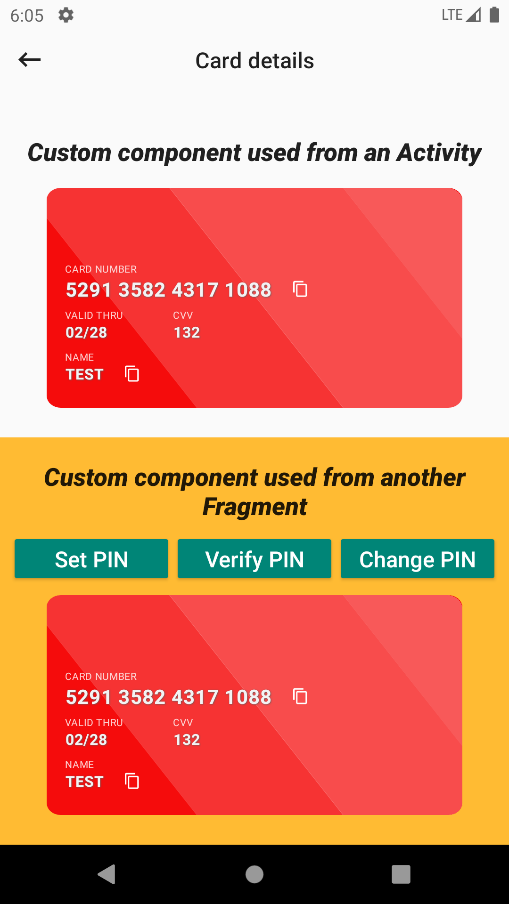 6:05 LTE
Card details
Custom component used from an Activity
CARD NUMBER
5291 3582 4317 1088
VALID THRU CVV
02/28 132
NAME
TEST
Custom component used from another
Fragment
Set PIN Verify PIN Change PIN
CARD NUMBER
5291 3582 4317 1088
VALID THRU CVV
02/28 132
NAME
TEST